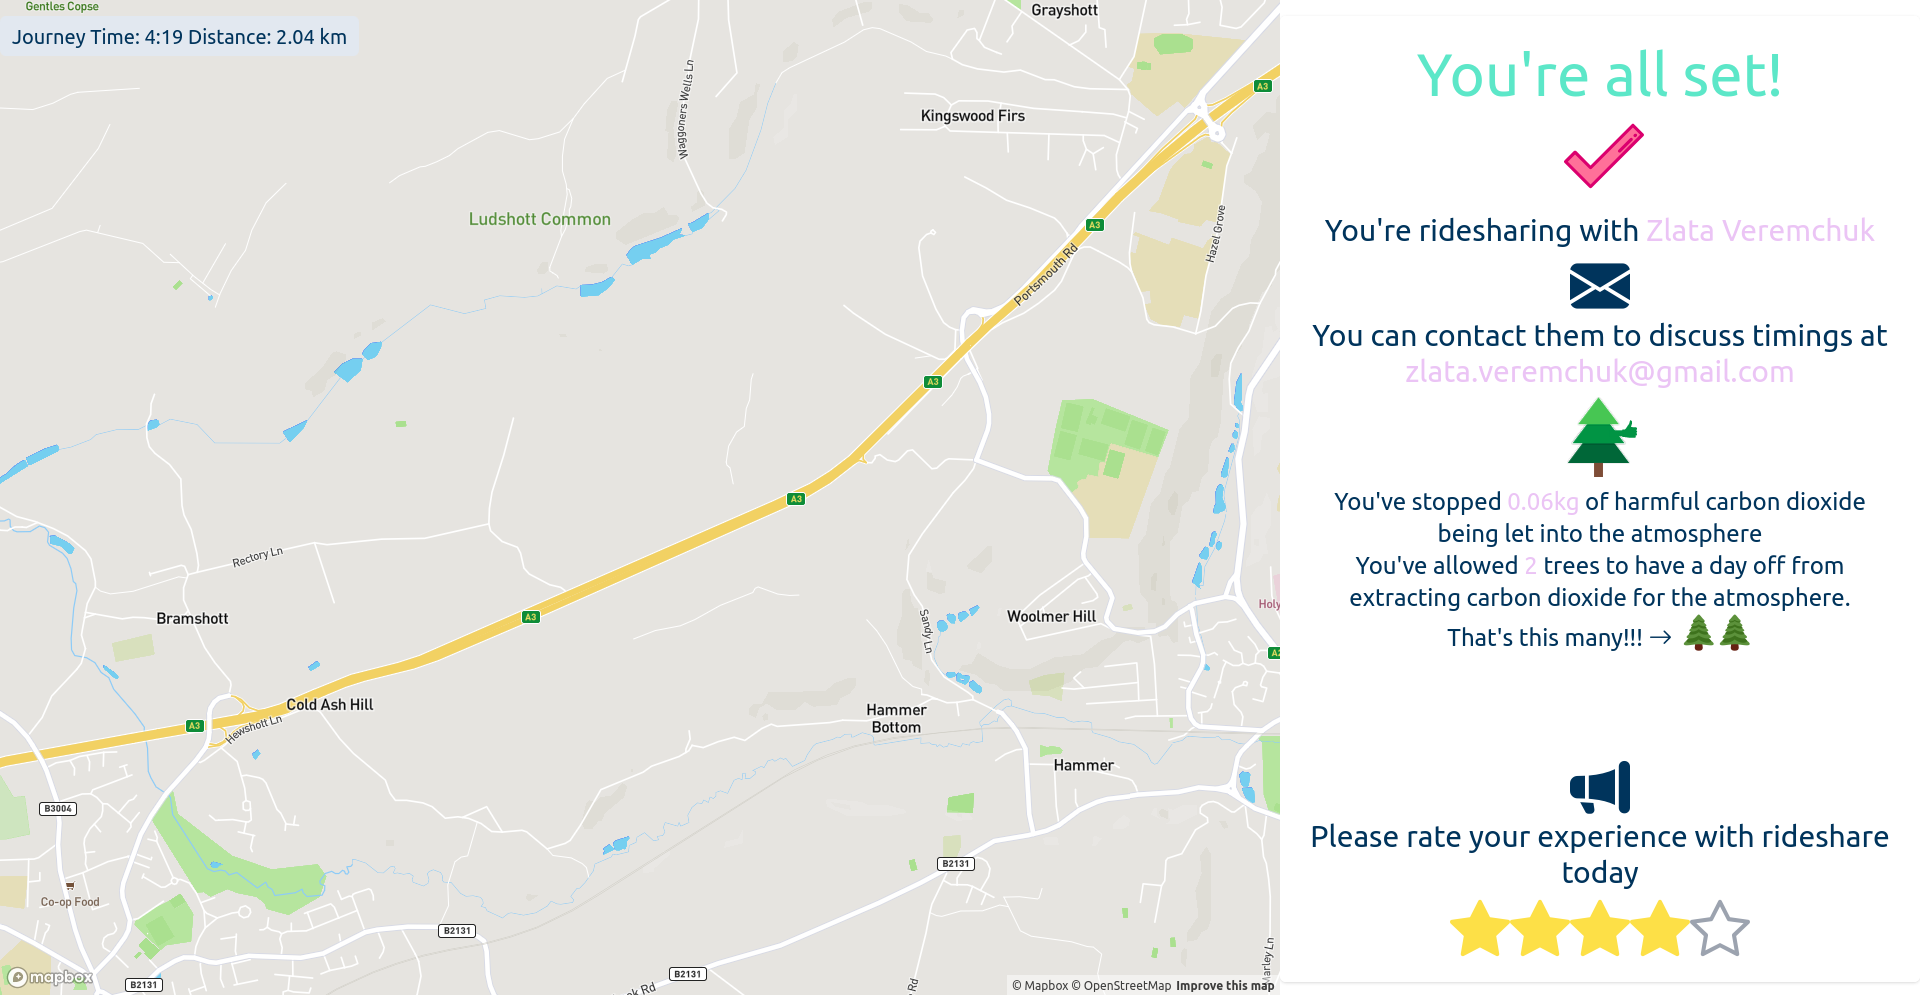 Gentles Copse
Journey Time: 4:19 Distance: 2.04 km
Grayshott
Waggoners Wells Ln
Kingswood Firs
A3
Ludshott Common
A3
Hazel Grove
Portsmouth Rd
A3
A3
Rectory Ln
Bramshott
A3
Sandy Ln
Woolmer Hill
Holy
A3
Cold Ash Hill
Hewshott Ln
Hammer
Bottom
Hammer
B3004
B2131
Co-op Food
B2131
B2131
B2131
Marley Ln
mapbox
© Mapbox © OpenStreetMap Improve this map
You're all set!
You're ridesharing with Zlata Veremchuk
You can contact them to discuss timings at
zlata.veremchuk@gmail.com
You've stopped 0.06kg of harmful carbon dioxide
being let into the atmosphere
You've allowed 2 trees to have a day off from
extracting carbon dioxide for the atmosphere.
That's this many!!! →
Please rate your experience with rideshare
today